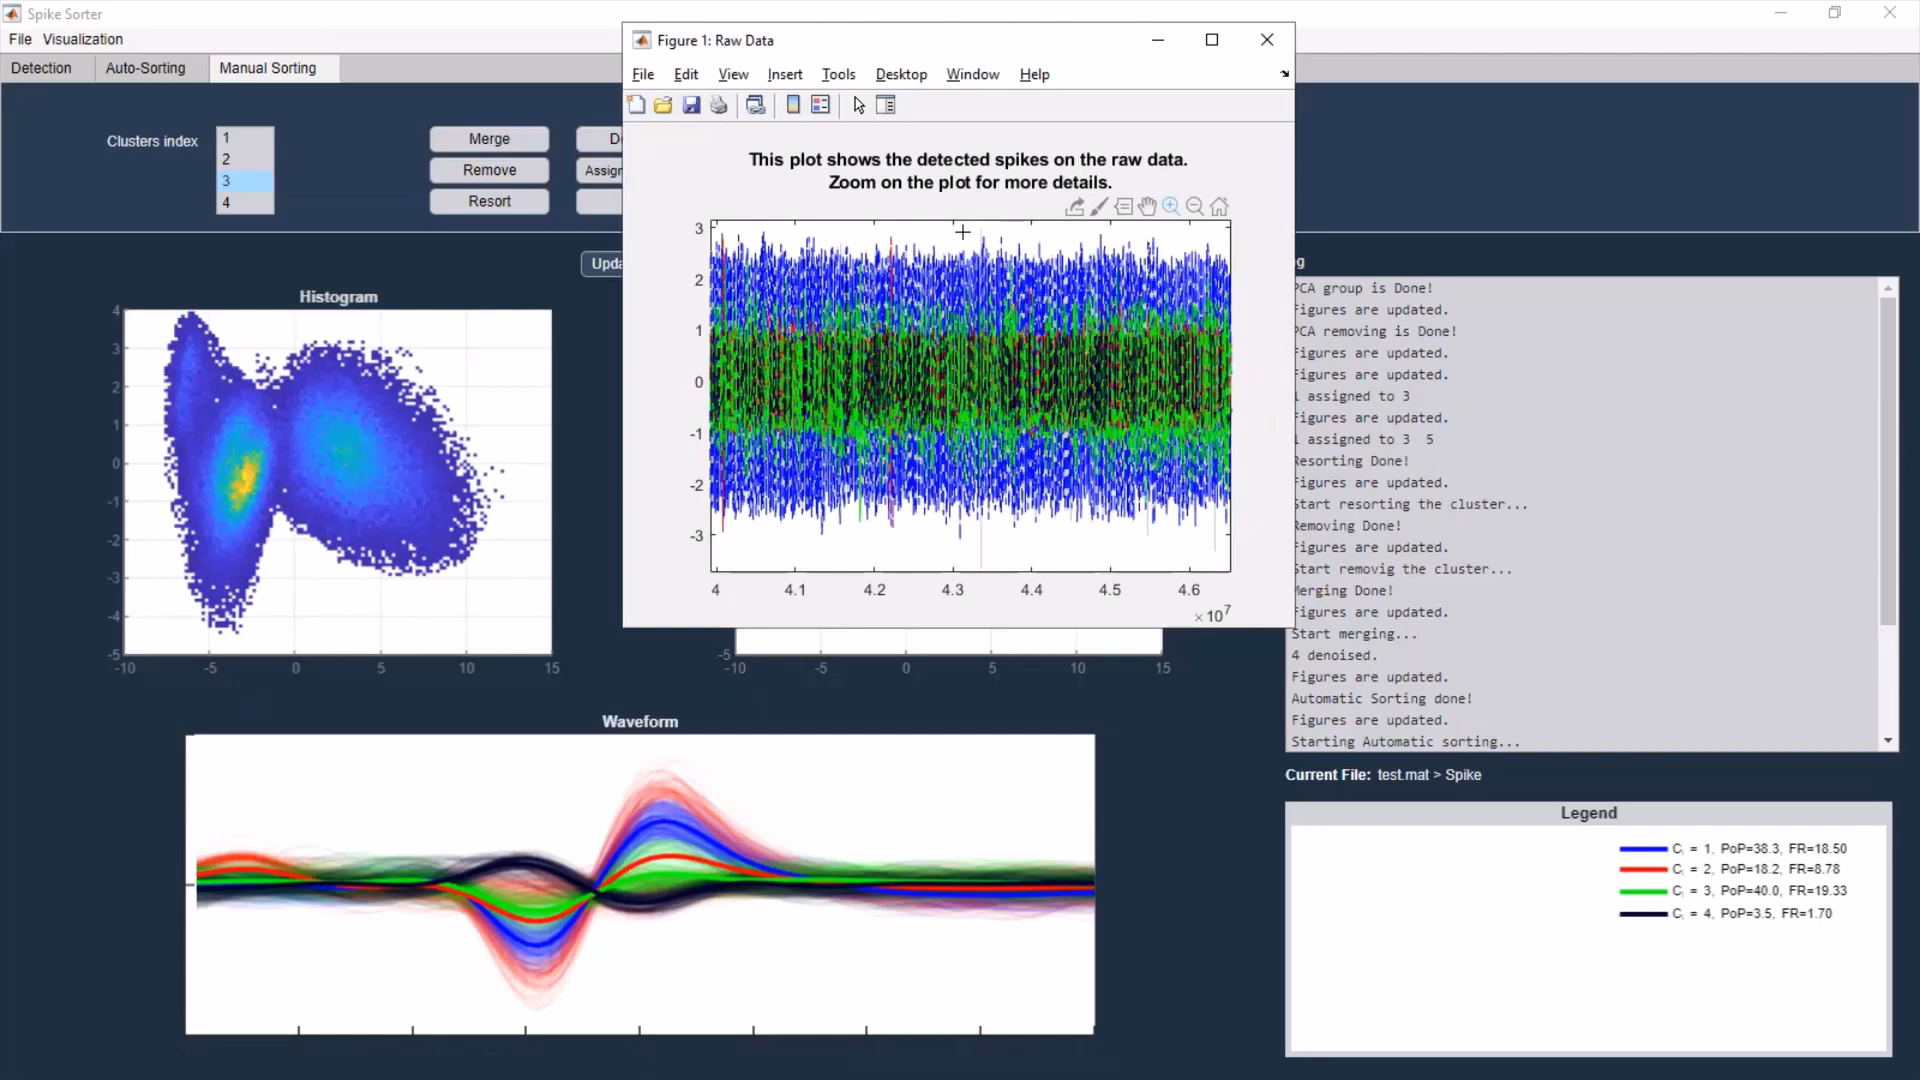 Spike Sorter
File Visualization
Detection Auto-Sorting Manual Sorting
Clusters index
1
2
3
4
Merge
Remove
Resort
D
Assign
Upda
Figure 1: Raw Data
File Edit View Insert Tools Desktop Window Help
This plot shows the detected spikes on the raw data.
Zoom on the plot for more details.
3
2
1
0
-1
-2
-3
4 4.1 4.2 4.3 4.4 4.5 4.6
×10^7
Histogram
4
3
2
1
0
-1
-2
-3
-4
-5
-10 -5 0 5 10 15
-5
-10 -5 0 5 10 15
g
PCA group is Done!
Figures are updated.
PCA removing is Done!
Figures are updated.
Figures are updated.
1 assigned to 3
Figures are updated.
1 assigned to 3 5
Resorting Done!
Figures are updated.
Start resorting the cluster...
Removing Done!
Figures are updated.
Start removig the cluster...
Merging Done!
Figures are updated.
Start merging...
4 denoised.
Figures are updated.
Automatic Sorting done!
Figures are updated.
Starting Automatic sorting...
Waveform
Current File: test.mat > Spike
Legend
C_i = 1, PoP=38.3, FR=18.50
C_i = 2, PoP=18.2, FR=8.78
C_i = 3, PoP=40.0, FR=19.33
C_i = 4, PoP=3.5, FR=1.70